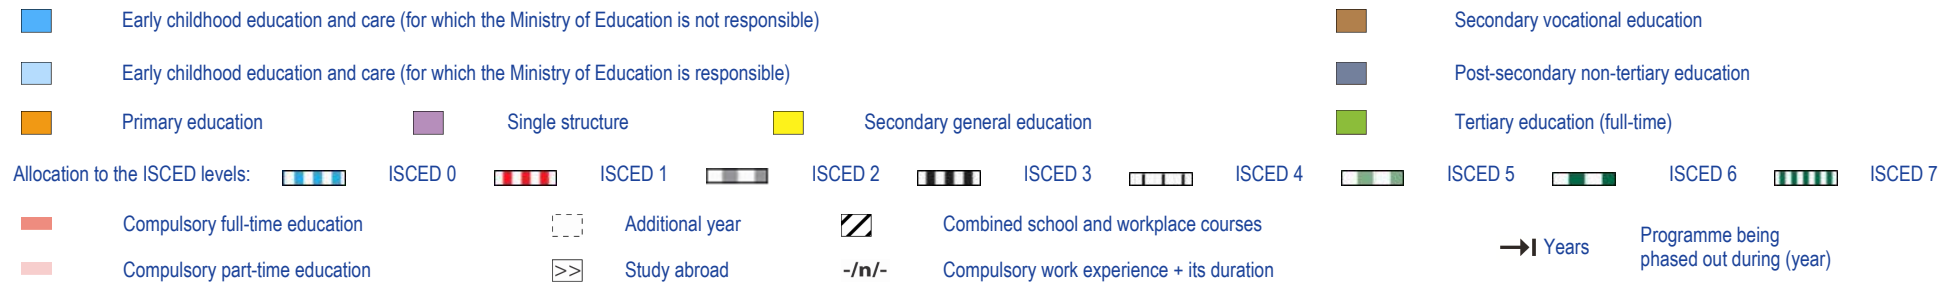 Early childhood education and care (for which the Ministry of Education is not responsible)
Secondary vocational education
Early childhood education and care (for which the Ministry of Education is responsible)
Post-secondary non-tertiary education
Primary education
Single structure
Secondary general education
Tertiary education (full-time)
Allocation to the ISCED levels:
ISCED 0
ISCED 1
ISCED 2
ISCED 3
ISCED 4
ISCED 5
ISCED 6
ISCED 7
Compulsory full-time education
Additional year
Combined school and workplace courses
Years
Programme being
phased out during (year)
Compulsory part-time education
>>
Study abroad
-/n/-
Compulsory work experience + its duration